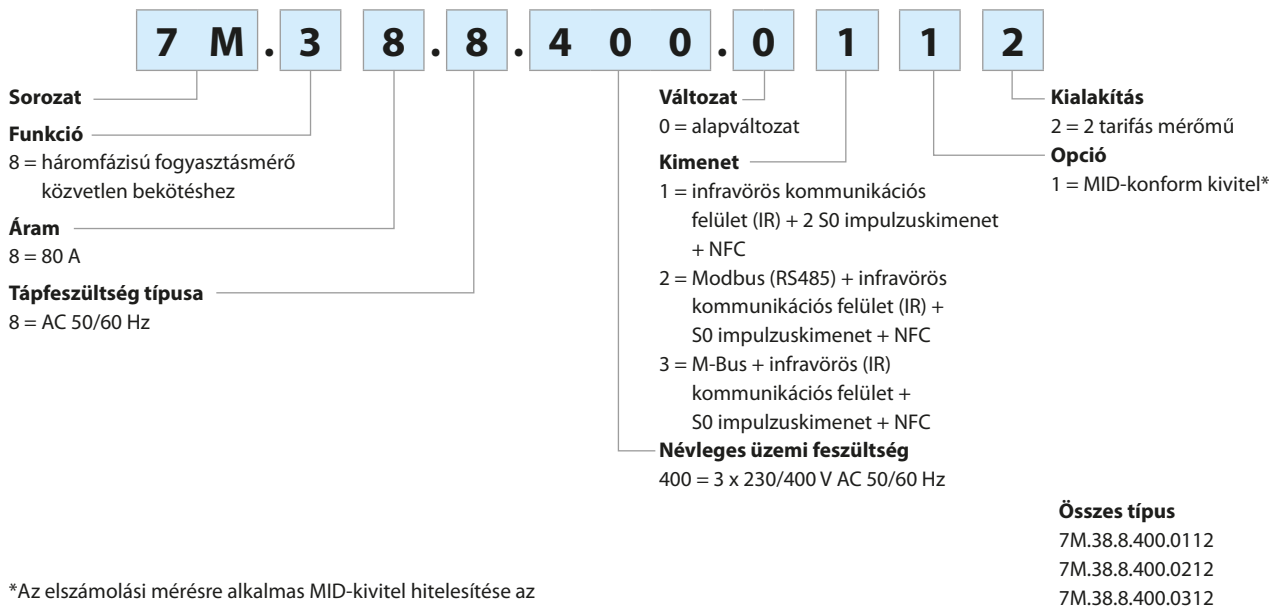 7 M . 3 8 . 8 . 4 0 0 . 0 1 1 2
Sorozat
Funkció
8 = háromfázisú fogyasztásmérő
közvetlen bekötéshez
Áram
8 = 80 A
Tápfeszültség típusa
8 = AC 50/60 Hz
Változat
0 = alapváltozat
Kimenet
1 = infravörös kommunikációs
felület (IR) + 2 S0 impulzuskimenet
+ NFC
2 = Modbus (RS485) + infravörös
kommunikációs felület (IR) +
S0 impulzuskimenet + NFC
3 = M-Bus + infravörös (IR)
kommunikációs felület +
S0 impulzuskimenet + NFC
Névleges üzemi feszültség
400 = 3 x 230/400 V AC 50/60 Hz
Kialakítás
2 = 2 tarifás mérőmű
Opció
1 = MID-konform kivitel*
Összes típus
7M.38.8.400.0112
7M.38.8.400.0212
7M.38.8.400.0312
*Az elszámolási mérésre alkalmas MID-kivitel hitelesítése az